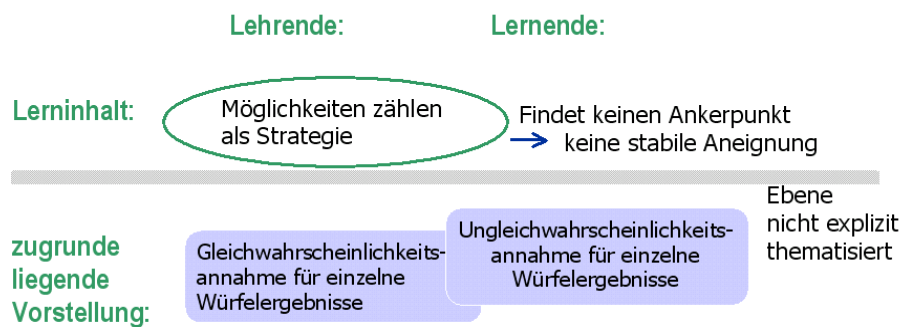 Lehrende:
Lernende:
Lerninhalt:
Möglichkeiten zählen
als Strategie
Findet keinen Ankerpunkt
keine stabile Aneignung
Ebene
nicht explizit
thematisiert
zugrunde
liegende
Vorstellung:
Gleichwahrscheinlichkeits-
annahme für einzelne
Würfelergebnisse
Ungleichwahrscheinlichkeits-
annahme für einzelne
Würfelergebnisse